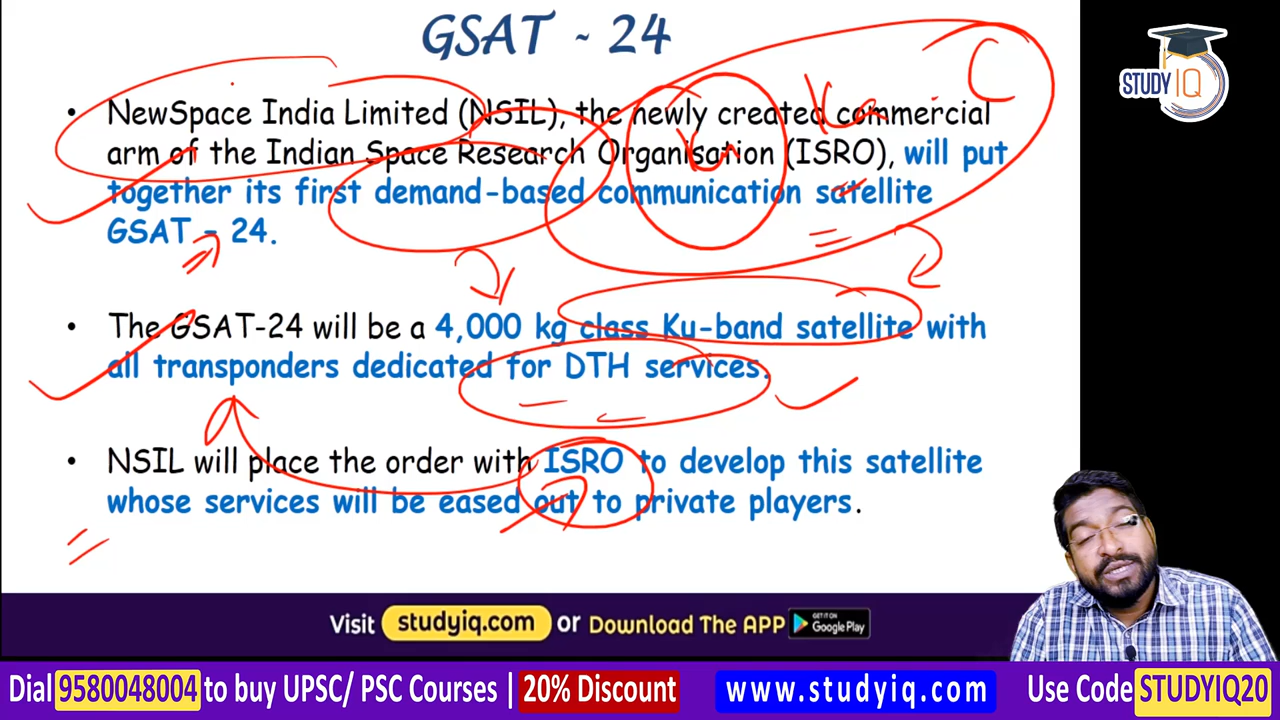 GSAT - 24
STUDY IQ
• NewSpace India Limited (NSIL), the newly created commercial
arm of the Indian Space Research Organisation (ISRO), will put
together its first demand-based communication satellite
GSAT - 24.
• The GSAT-24 will be a 4,000 kg class Ku-band satellite with
all transponders dedicated for DTH services.
• NSIL will place the order with ISRO to develop this satellite
whose services will be eased out to private players.
Visit studyiq.com or Download The APP GET IT ON Google Play
Dial 9580048004 to buy UPSC/ PSC Courses | 20% Discount www.studyiq.com Use Code STUDYIQ20